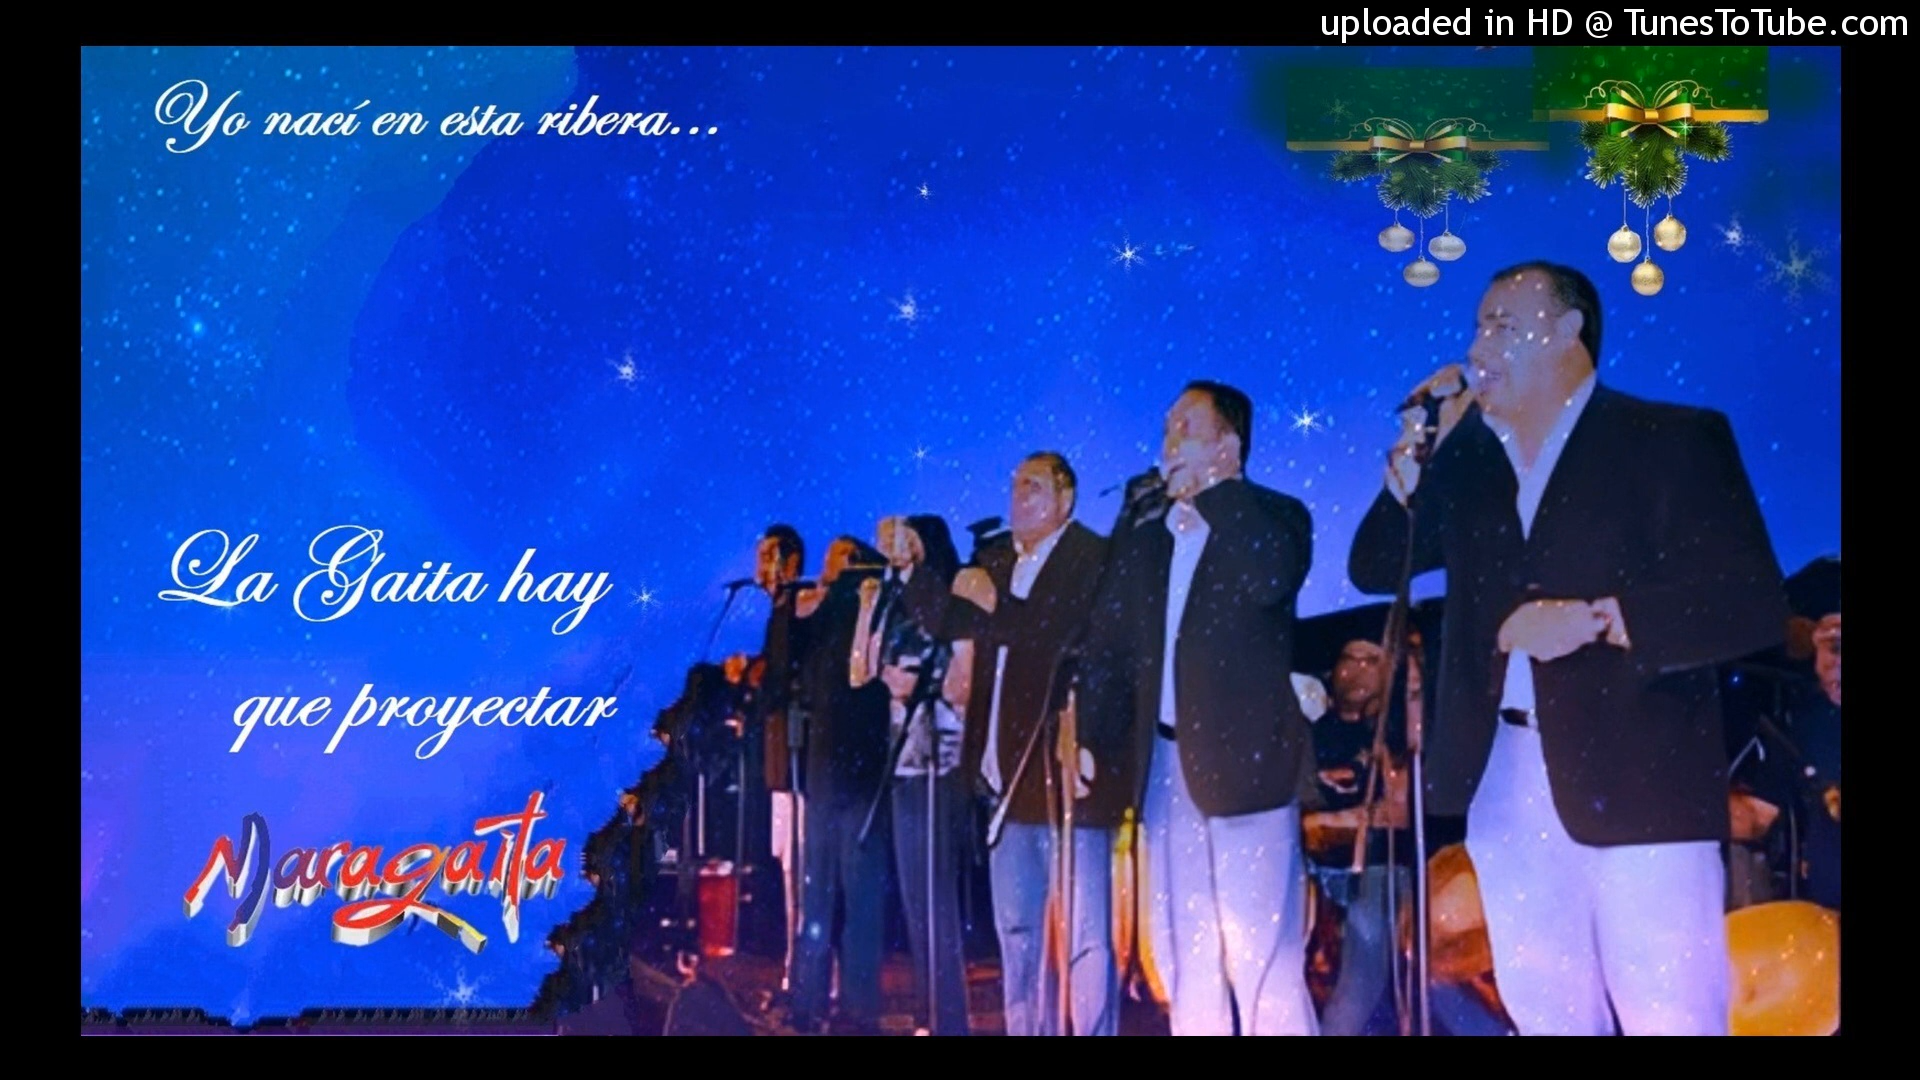 uploaded in HD @ TunesToTube.com
Yo nací en esta ribera...
La Gaita hay
que proyectar
Maragaita